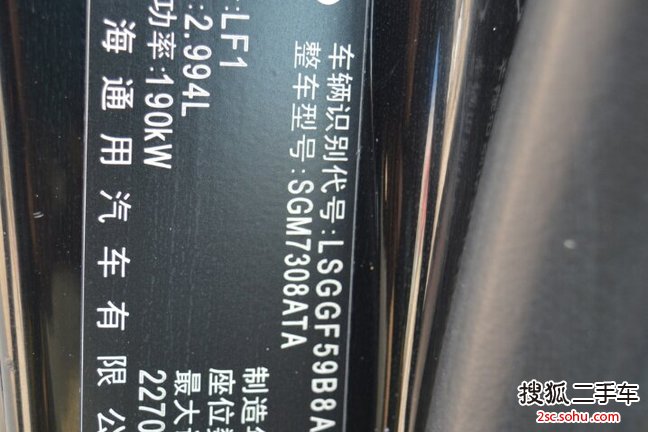 车辆识别代号:LSGGF59B8A
整车型号:SGM7308ATA
制造
座位
最大
:LF1
:2.994L
功率:190kW
2270
海通用汽车有限公
搜狐二手车
2sc.sohu.com